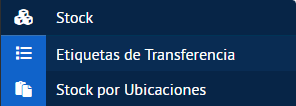 Stock
Etiquetas de Transferencia
Stock por Ubicaciones